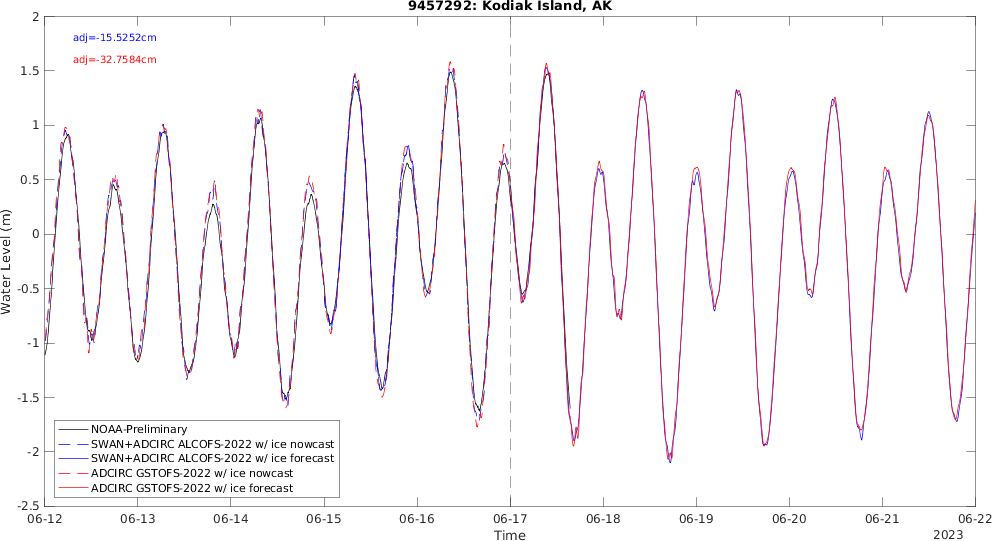 9457292: Kodiak Island, AK
adj=-15.5252cm
adj=-32.7584cm
Water Level (m)
2
1.5
1
0.5
0
-0.5
-1
-1.5
-2
-2.5
NOAA-Preliminary
SWAN+ADCIRC ALCOFS-2022 w/ ice nowcast
SWAN+ADCIRC ALCOFS-2022 w/ ice forecast
ADCIRC GSTOFS-2022 w/ ice nowcast
ADCIRC GSTOFS-2022 w/ ice forecast
06-12 06-13 06-14 06-15 06-16 06-17 06-18 06-19 06-20 06-21 06-22
Time
2023